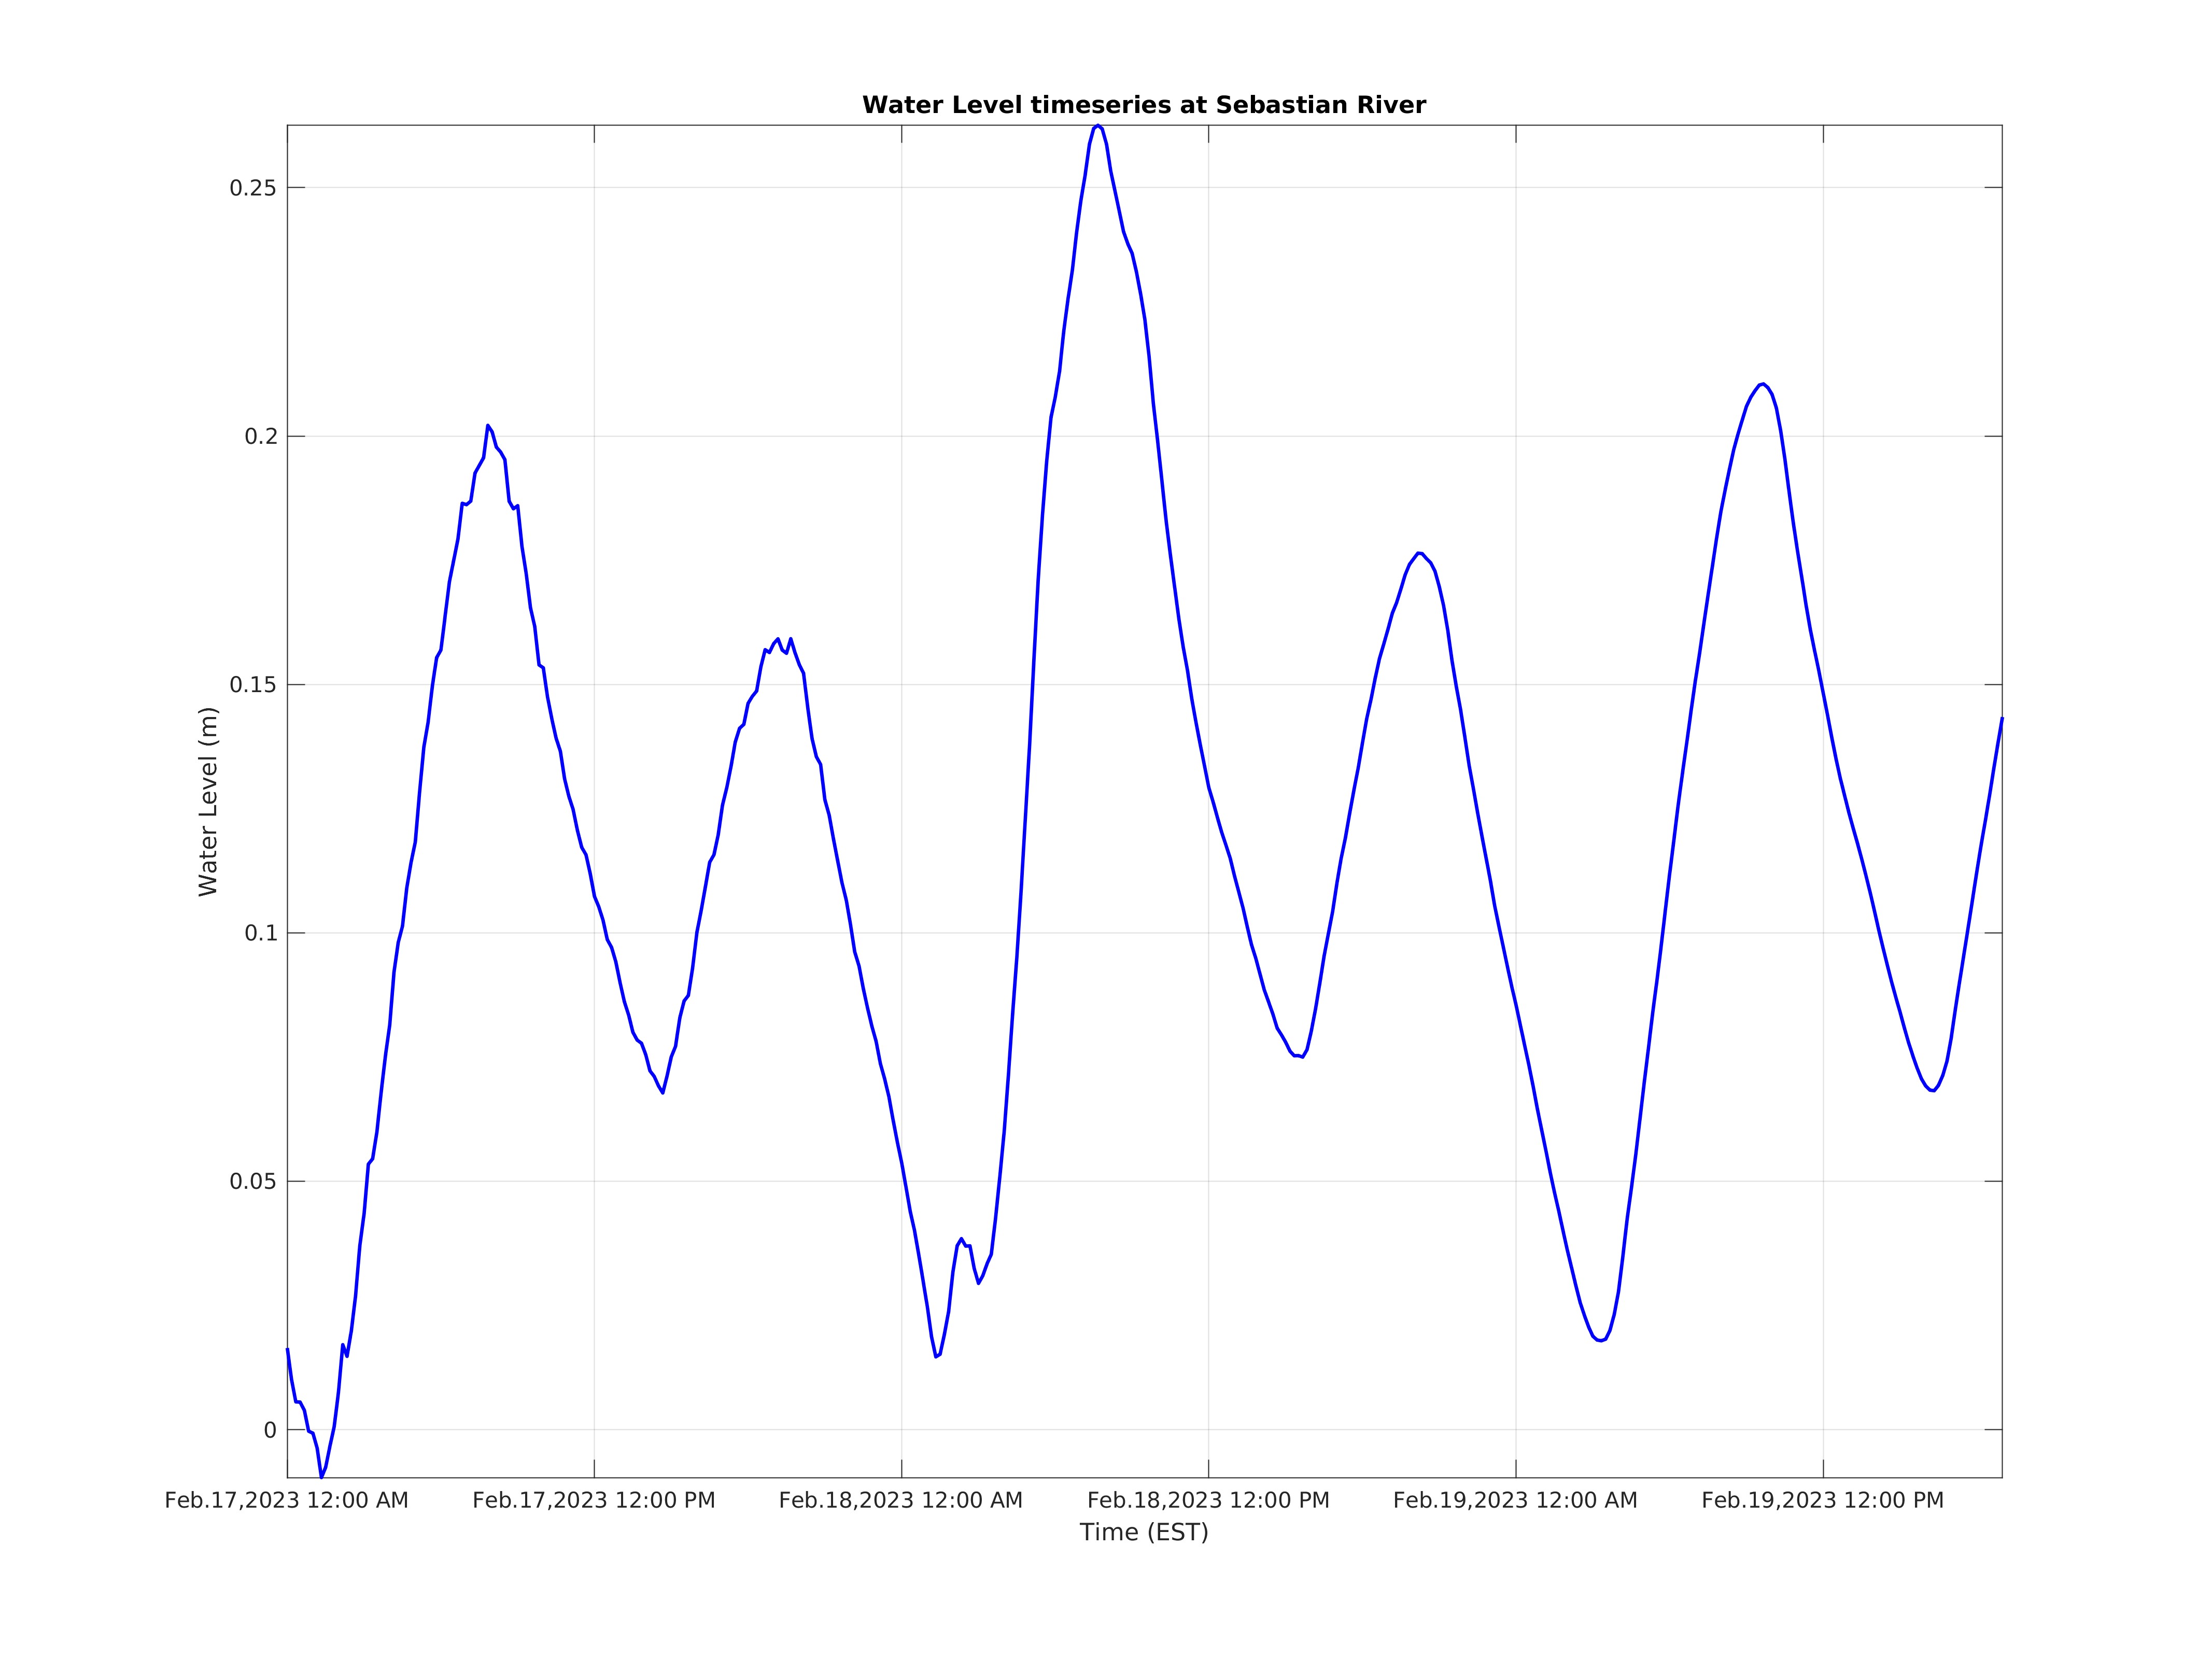 Water Level timeseries at Sebastian River
0.25
0.2
0.15
0.1
0.05
0
Water Level (m)
Feb.17,2023 12:00 AM
Feb.17,2023 12:00 PM
Feb.18,2023 12:00 AM
Feb.18,2023 12:00 PM
Feb.19,2023 12:00 AM
Feb.19,2023 12:00 PM
Time (EST)